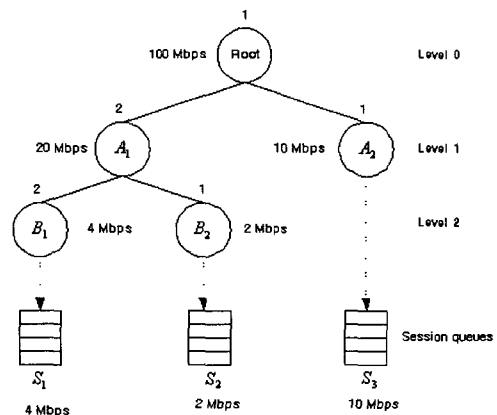 1
100 Mbps Root Level 0
2 1
20 Mbps A₁ 10 Mbps A₂ Level 1
2 1
B₁ 4 Mbps B₂ 2 Mbps Level 2
Session queues
S₁ S₂ S₃
4 Mbps 2 Mbps 10 Mbps